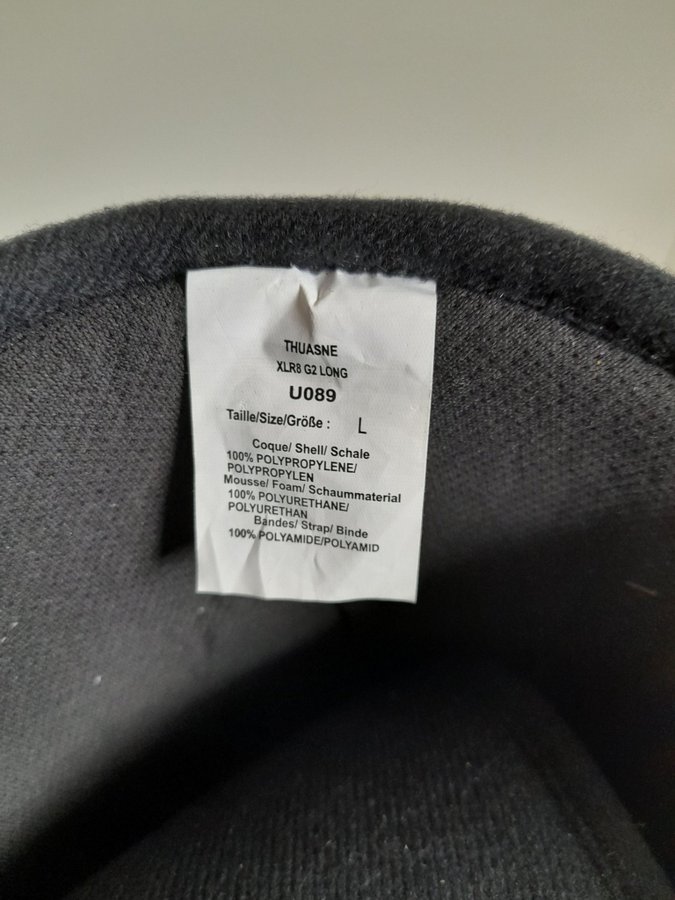 THUASNE
XLR8 G2 LONG
U089
Taille/Size/Größe : L
Coque/ Shell/ Schale
100% POLYPROPYLENE/
POLYPROPYLEN
Mousse/ Foam/ Schaummaterial
100% POLYURETHANE/
POLYURETHAN
Bandes/ Strap/ Binde
100% POLYAMIDE/POLYAMID